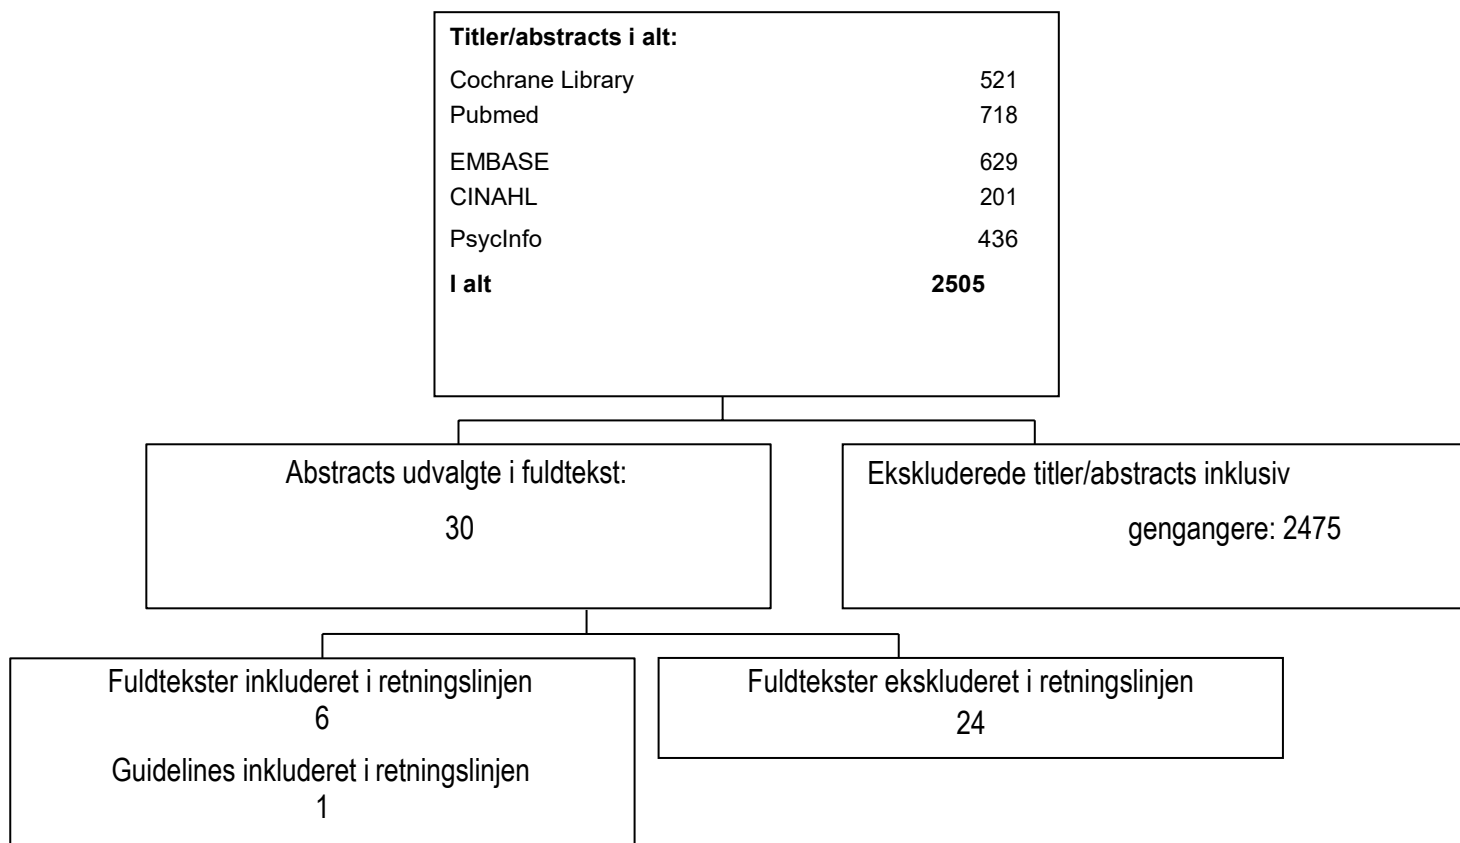 Titler/abstracts i alt:
Cochrane Library 521
Pubmed 718
EMBASE 629
CINAHL 201
PsycInfo 436
I alt 2505
Abstracts udvalgte i fuldtekst:
30
Ekskluderede titler/abstracts inklusiv
gengangere: 2475
Fuldtekster inkluderet i retningslinjen
6
Guidelines inkluderet i retningslinjen
1
Fuldtekster ekskluderet i retningslinjen
24